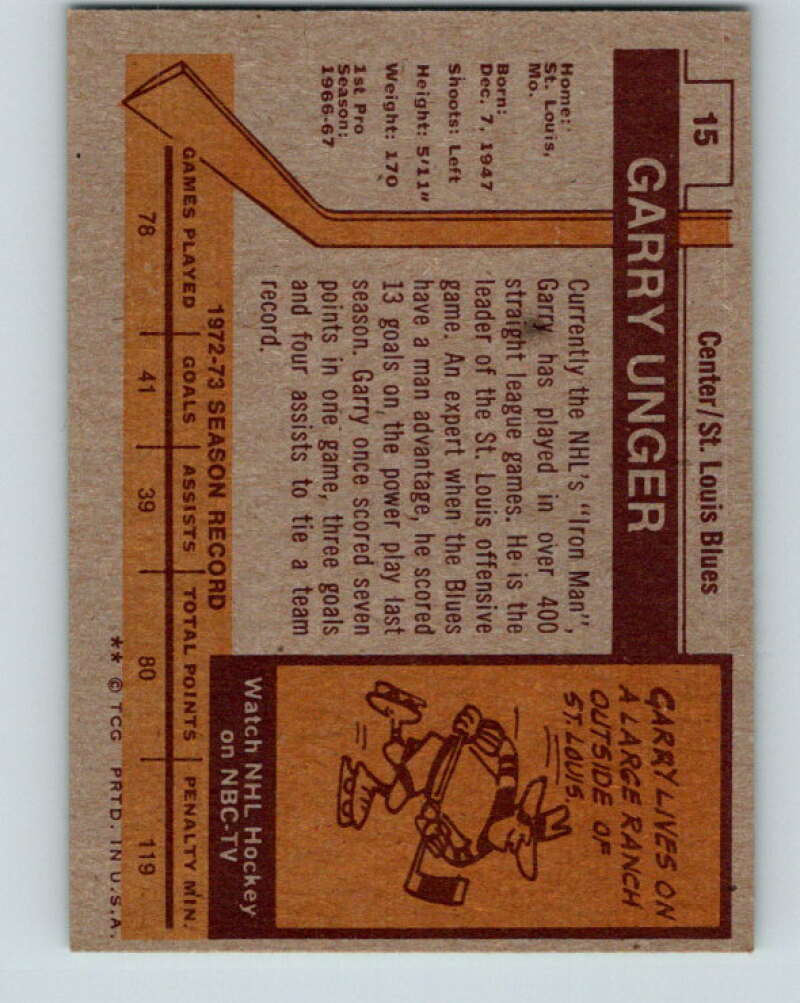 15
Center/St. Louis Blues
GARRY UNGER
Home:
St. Louis,
Mo.
Born:
Dec. 7, 1947
Shoots: Left
Height: 5'11"
Weight: 170
1st Pro
Season:
1966-67
Currently the NHL's "Iron Man",
Garry has played in over 400
straight league games. He is the
leader of the St. Louis offensive
game. An expert when the Blues
have a man advantage, he scored
13 goals on the power play last
season. Garry once scored seven
points in one game, three goals
and four assists to tie a team
record.
GARRY LIVES ON
A LARGE RANCH
OUTSIDE OF
ST. LOUIS.
Watch NHL Hockey
on NBC-TV
1972-73 SEASON RECORD
GAMES PLAYED GOALS ASSISTS TOTAL POINTS PENALTY MIN.
78 41 39 80 119
** © TCG PRTD. IN U.S.A.